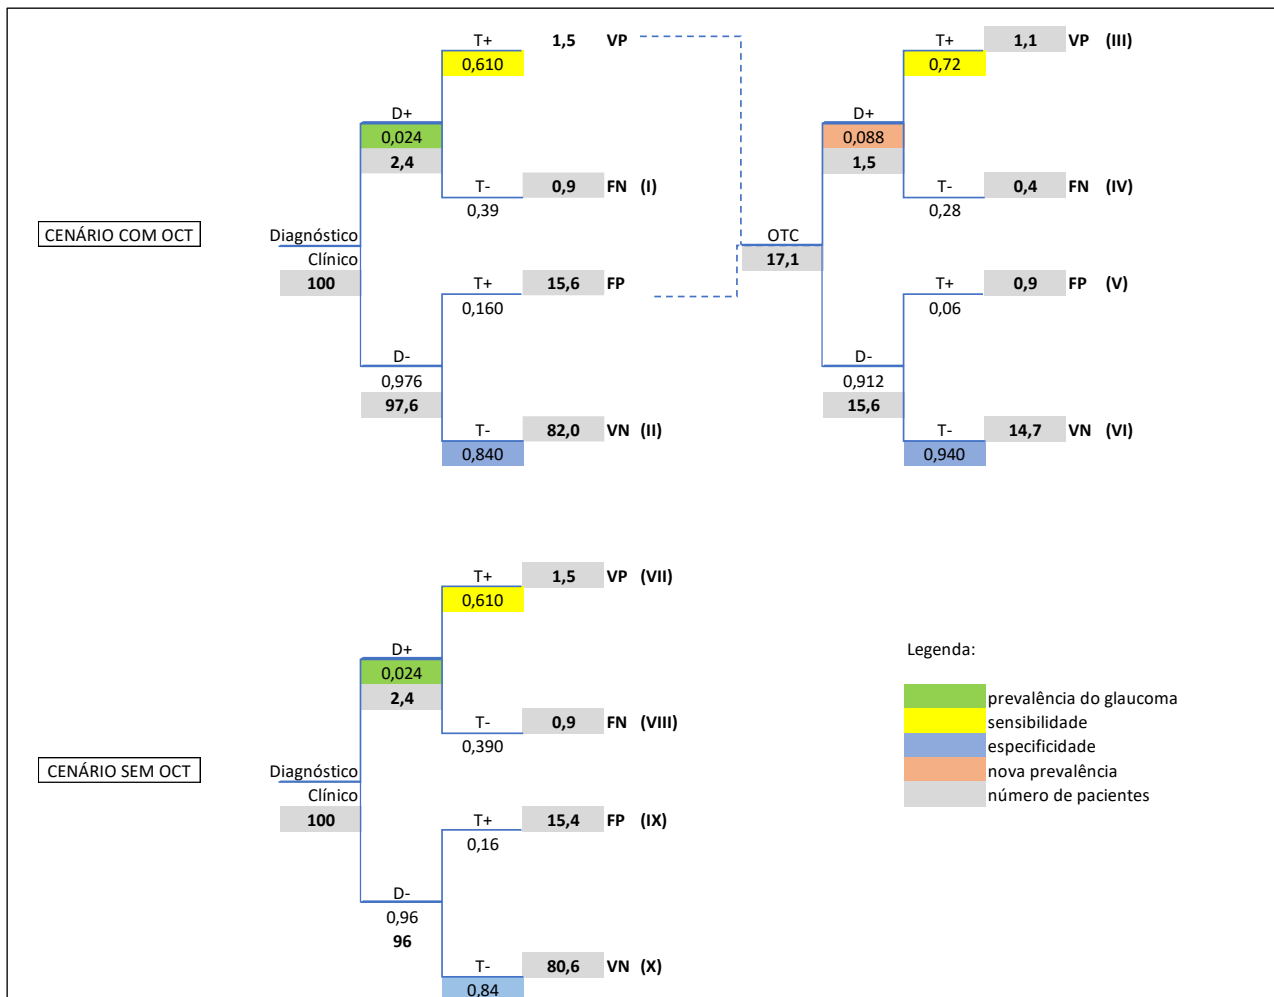 T+ 1,5 VP
0,610
D+
0,024
2,4
T- 0,9 FN (I)
0,39
CENÁRIO COM OCT
Diagnóstico
Clínico
100
T+ 15,6 FP
0,160
D-
0,976
97,6
T- 82,0 VN (II)
0,840
T+ 1,1 VP (III)
0,72
D+
0,088
1,5
T- 0,4 FN (IV)
0,28
OTC
17,1
T+ 0,9 FP (V)
0,06
D-
0,912
15,6
T- 14,7 VN (VI)
0,940
T+ 1,5 VP (VII)
0,610
D+
0,024
2,4
T- 0,9 FN (VIII)
0,390
CENÁRIO SEM OCT
Diagnóstico
Clínico
100
T+ 15,4 FP (IX)
0,16
D-
0,96
96
T- 80,6 VN (X)
0,84
Legenda:
prevalência do glaucoma
sensibilidade
especificidade
nova prevalência
número de pacientes